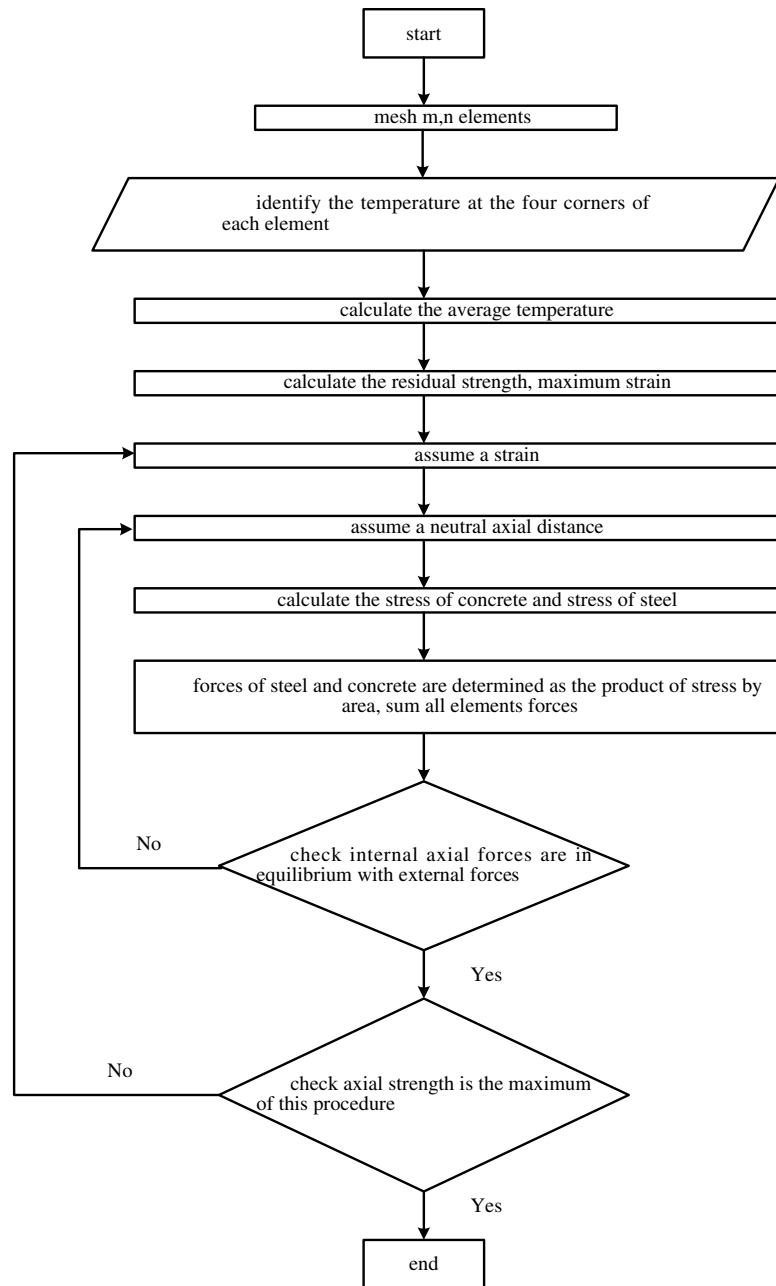 start
mesh m,n elements
identify the temperature at the four corners of
each element
calculate the average temperature
calculate the residual strength, maximum strain
assume a strain
assume a neutral axial distance
calculate the stress of concrete and stress of steel
forces of steel and concrete are determined as the product of stress by
area, sum all elements forces
No
check internal axial forces are in
equilibrium with external forces
Yes
No
check axial strength is the maximum
of this procedure
Yes
end